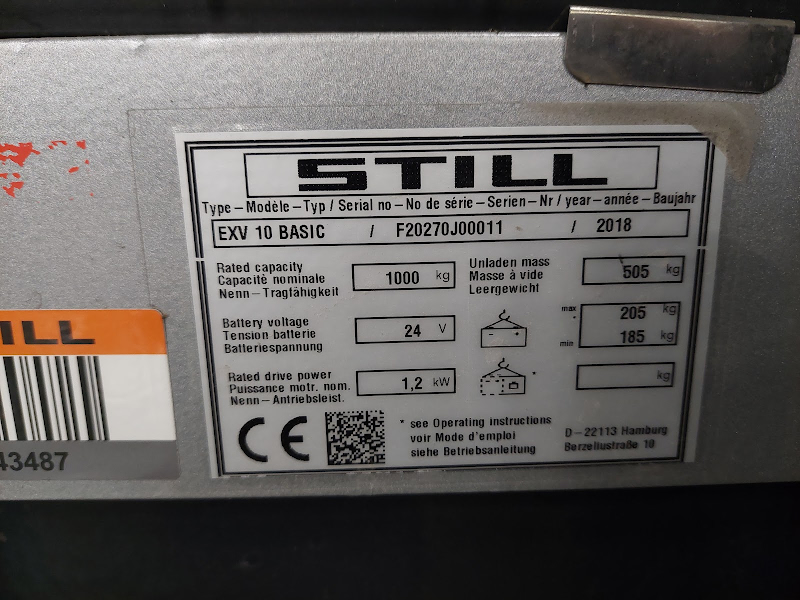 STILL
Type – Modèle – Typ / Serial no – No de série – Serien – Nr / year – année – Baujahr
EXV 10 BASIC / F20270J00011 / 2018
Rated capacity
Capacité nominale
Nenn – Tragfähigkeit
1000 kg
Unladen mass
Masse à vide
Leergewicht
505 kg
Battery voltage
Tension batterie
Batteriespannung
24 V
max 205 kg
* min 185 kg
Rated drive power
Puissance motr. nom.
Nenn – Antriebsleist.
1,2 kW
*
kg
CE
* see Operating instructions
voir Mode d'emploi
siehe Betriebsanleitung
D – 22113 Hamburg
Berzeliustraße 10
ILL
43487